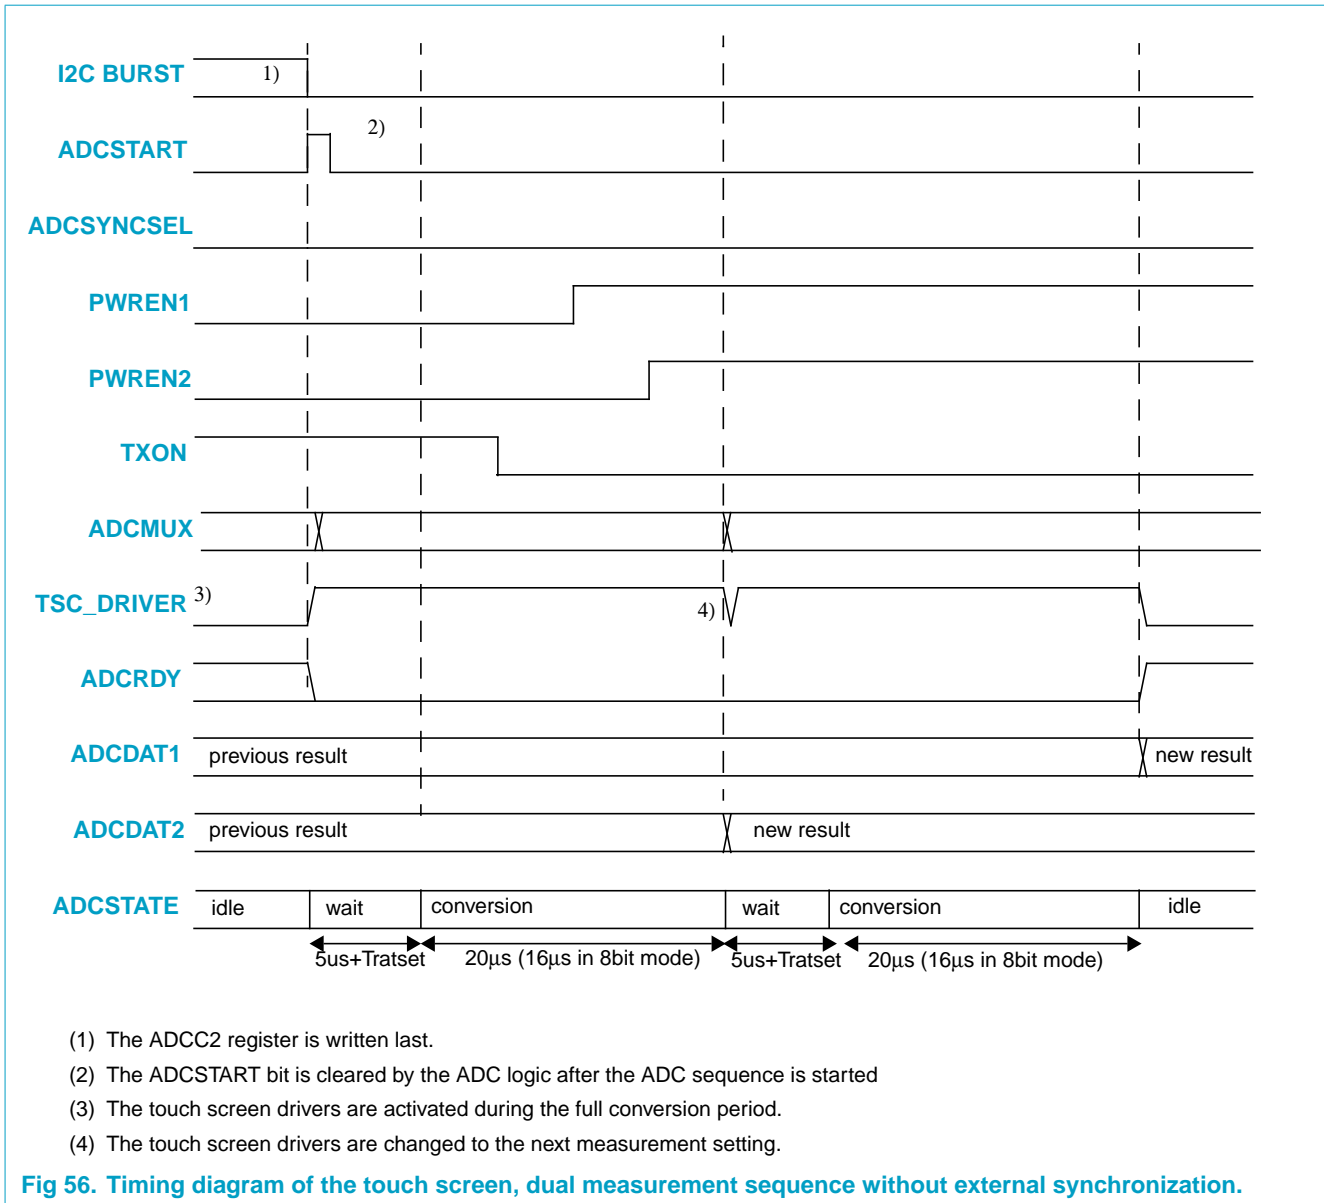 I2C BURST 1)
ADCSTART 2)
ADCSYNCSEL
PWREN1
PWREN2
TXON
ADCMUX
TSC_DRIVER 3) 4)
ADCRDY
ADCDAT1 previous result new result
ADCDAT2 previous result new result
ADCSTATE idle wait conversion wait conversion idle
5us+Tratset 20μs (16μs in 8bit mode) 5us+Tratset 20μs (16μs in 8bit mode)
(1) The ADCC2 register is written last.
(2) The ADCSTART bit is cleared by the ADC logic after the ADC sequence is started
(3) The touch screen drivers are activated during the full conversion period.
(4) The touch screen drivers are changed to the next measurement setting.
Fig 56. Timing diagram of the touch screen, dual measurement sequence without external synchronization.